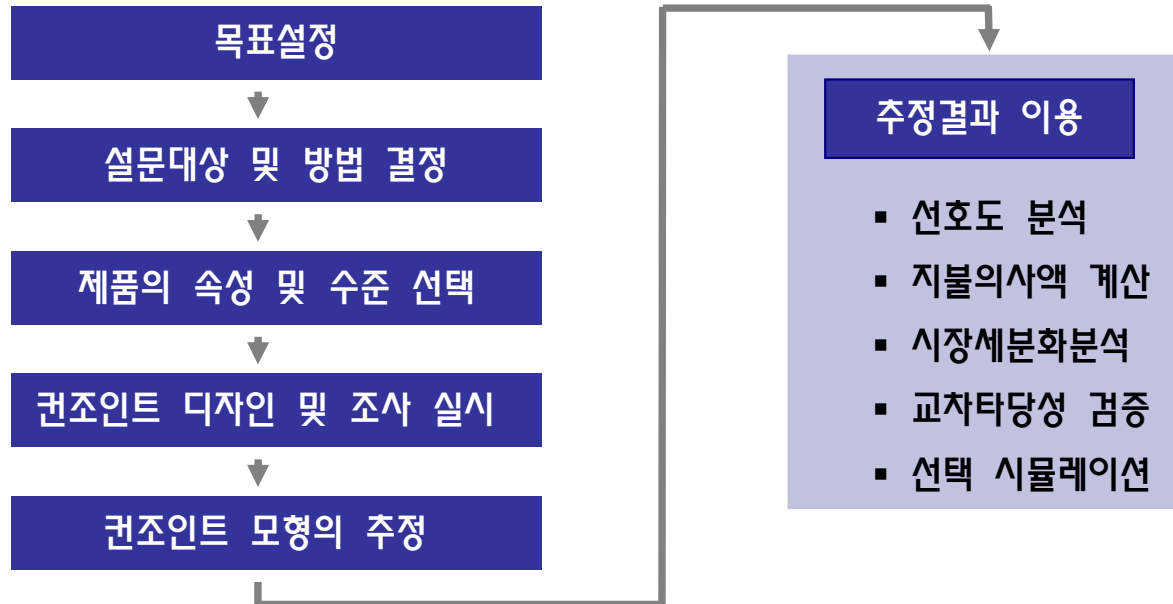 목표설정
설문대상 및 방법 결정
제품의 속성 및 수준 선택
컨조인트 디자인 및 조사 실시
컨조인트 모형의 추정
추정결과 이용
▪ 선호도 분석
▪ 지불의사액 계산
▪ 시장세분화분석
▪ 교차타당성 검증
▪ 선택 시뮬레이션